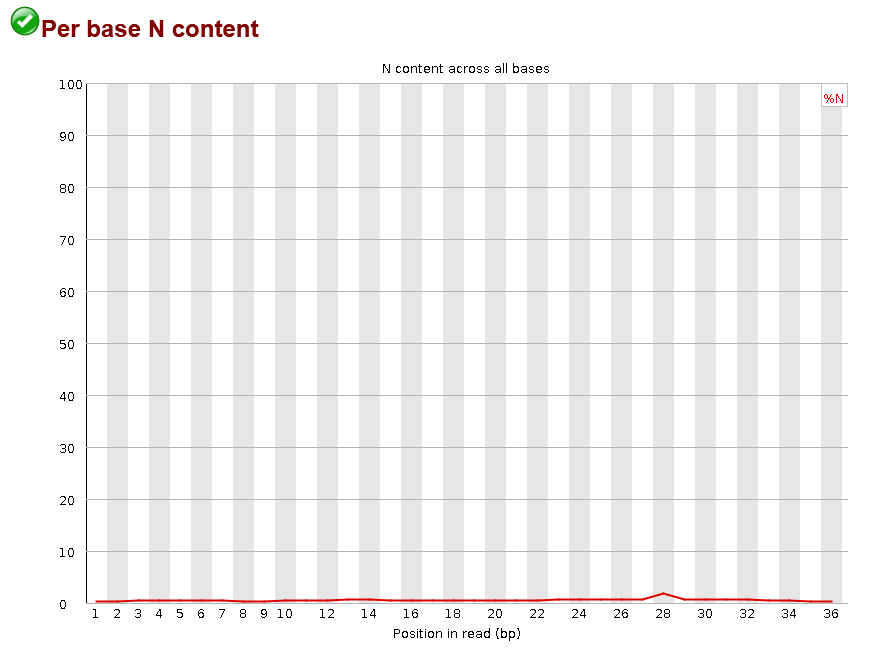 Per base N content
N content across all bases
100
%N
90
80
70
60
50
40
30
20
10
0
1 2 3 4 5 6 7 8 9 10 12 14 16 18 20 22 24 26 28 30 32 34 36
Position in read (bp)